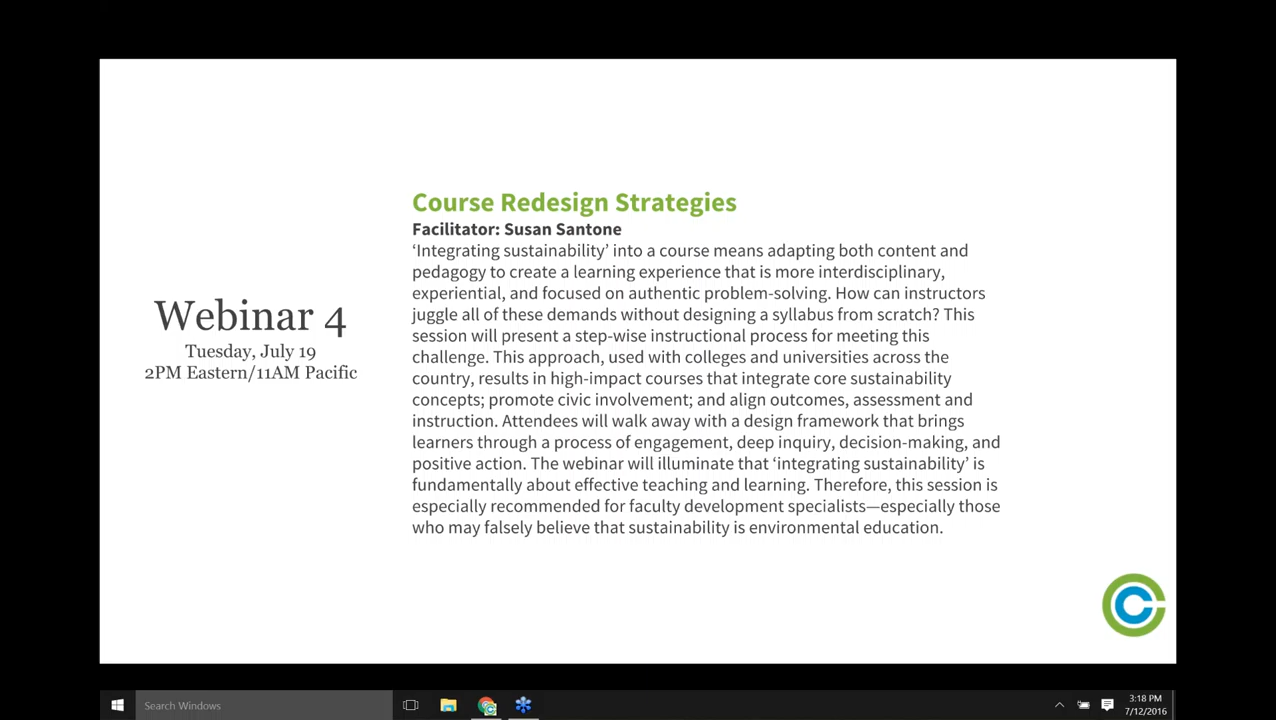 Webinar 4
Tuesday, July 19
2PM Eastern/11AM Pacific
Course Redesign Strategies
Facilitator: Susan Santone
‘Integrating sustainability’ into a course means adapting both content and
pedagogy to create a learning experience that is more interdisciplinary,
experiential, and focused on authentic problem-solving. How can instructors
juggle all of these demands without designing a syllabus from scratch? This
session will present a step-wise instructional process for meeting this
challenge. This approach, used with colleges and universities across the
country, results in high-impact courses that integrate core sustainability
concepts; promote civic involvement; and align outcomes, assessment and
instruction. Attendees will walk away with a design framework that brings
learners through a process of engagement, deep inquiry, decision-making, and
positive action. The webinar will illuminate that ‘integrating sustainability’ is
fundamentally about effective teaching and learning. Therefore, this session is
especially recommended for faculty development specialists—especially those
who may falsely believe that sustainability is environmental education.
Search Windows
3:18 PM
7/12/2016